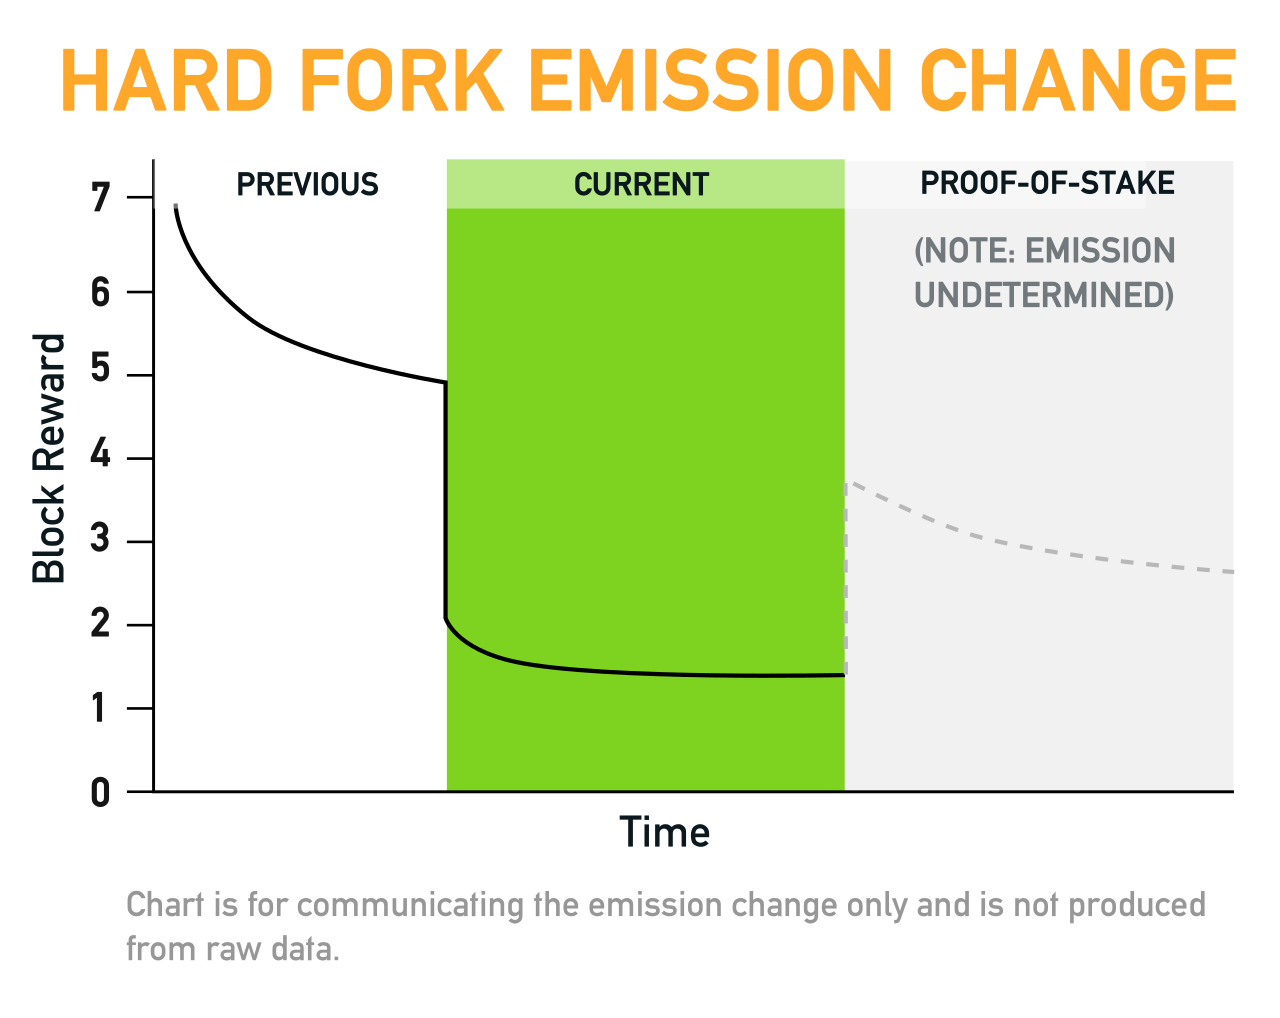 HARD FORK EMISSION CHANGE
PREVIOUS
CURRENT
PROOF-OF-STAKE
(NOTE: EMISSION
UNDETERMINED)
7
6
5
4
3
2
1
0
Block Reward
Time
Chart is for communicating the emission change only and is not produced
from raw data.